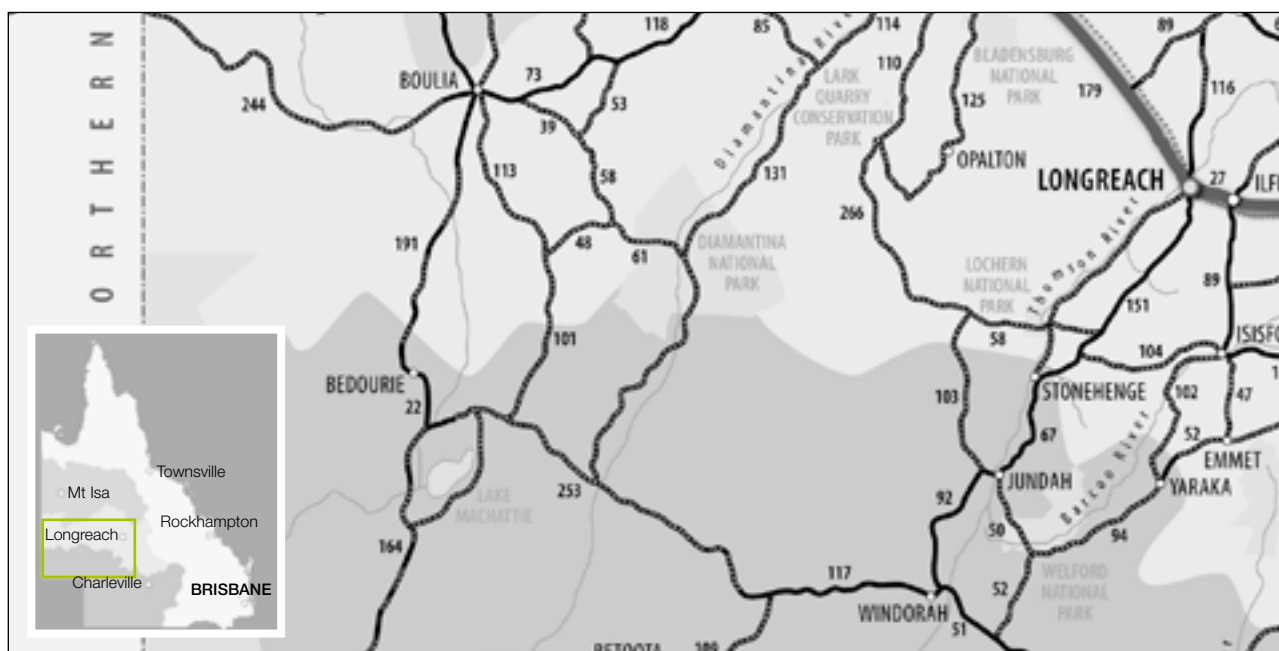 NORTHERN
118
85
114
89
BOULIA
73
110
BLADENSBURG
NATIONAL
PARK
LARK
QUARRY
CONSERVATION
PARK
Diamantina River
179
116
244
53
39
125
OPALTON
113
58
131
LONGREACH
27
266
191
48
61
DIAMANTINA
NATIONAL
PARK
LOCHERN
NATIONAL
PARK
Thomson River
89
151
101
58
104
BEDOURIE
22
103
STONEHENGE
102
47
67
52
EMMET
Barcoo River
YARAKA
JUNDAH
253
LAKE
MACHATTIE
92
50
94
164
117
52
WELFORD
NATIONAL
PARK
WINDORAH
51
BETOOTA
Townsville
Mt Isa
Rockhampton
Longreach
Charleville
BRISBANE